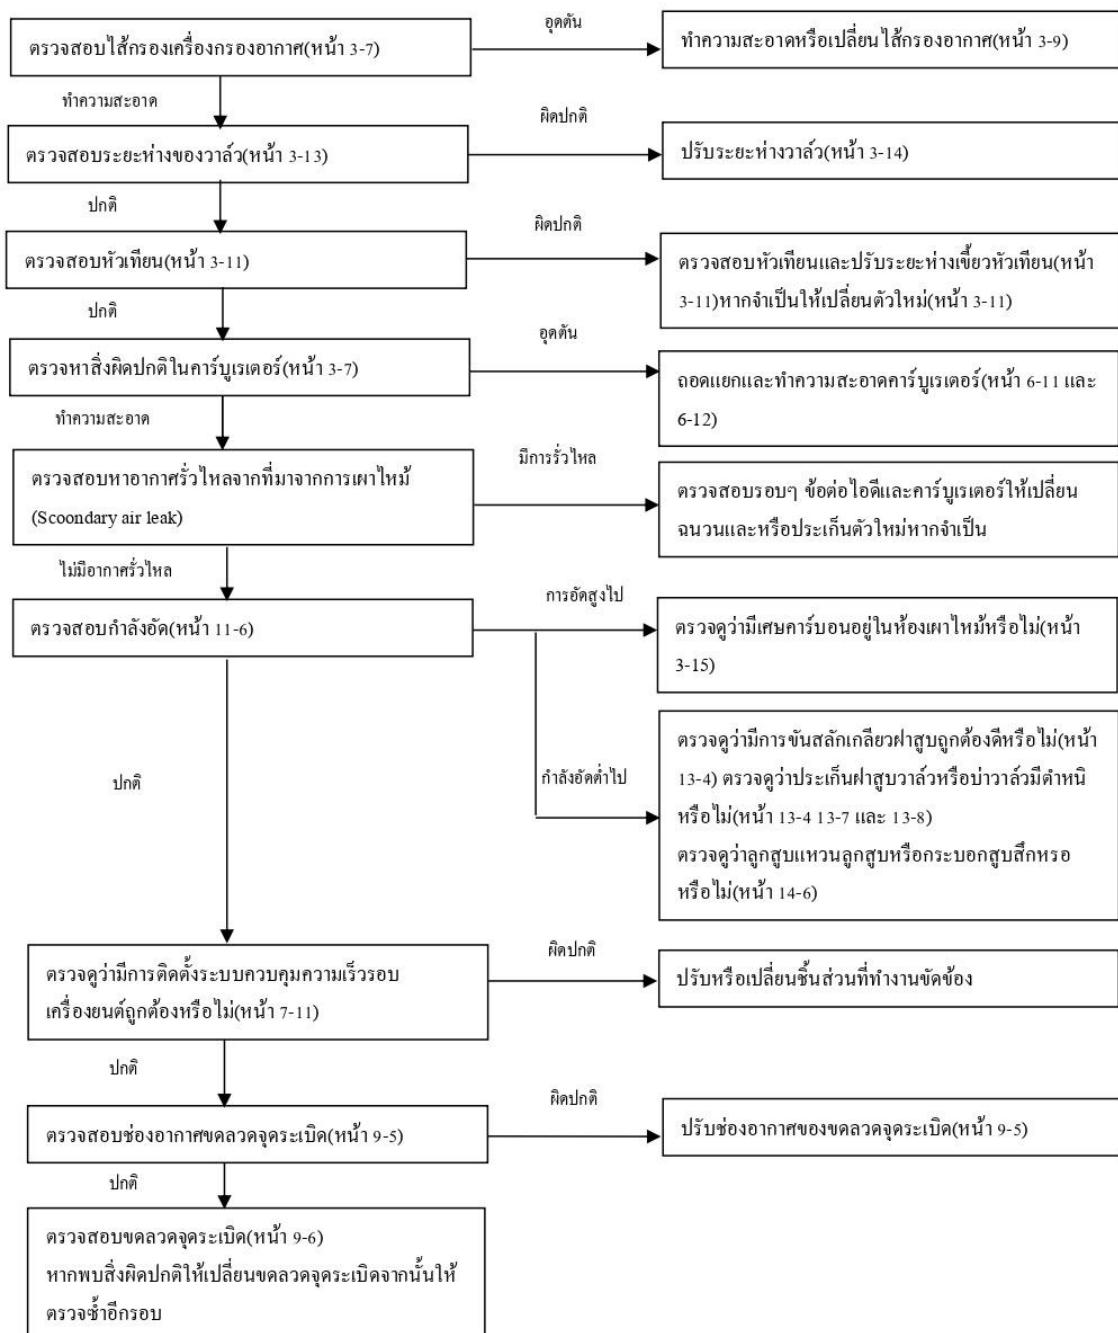 ตรวจสอบไส้กรองเครื่องกรองอากาศ(หน้า 3-7)
อุดตัน
ทำความสะอาดหรือเปลี่ยนไส้กรองอากาศ(หน้า 3-9)
ทำความสะอาด
ตรวจสอบระยะห่างของวาล์ว(หน้า 3-13)
ผิดปกติ
ปรับระยะห่างวาล์ว(หน้า 3-14)
ปกติ
ตรวจสอบหัวเทียน(หน้า 3-11)
ผิดปกติ
ตรวจสอบหัวเทียนและปรับระยะห่างเขี้ยวหัวเทียน(หน้า
3-11)หากจำเป็นให้เปลี่ยนตัวใหม่(หน้า 3-11)
ปกติ
ตรวจหาสิ่งผิดปกติในคาร์บูเรเตอร์(หน้า 3-7)
อุดตัน
ถอดแยกและทำความสะอาดคาร์บูเรเตอร์(หน้า 6-11 และ
6-12)
ทำความสะอาด
ตรวจสอบหาอากาศรั่วไหลจากที่มาจากการเผาไหม้
(Scoondary air leak)
มีการรั่วไหล
ตรวจสอบรอบๆ ข้อต่อไอดีและคาร์บูเรเตอร์ให้เปลี่ยน
ฉนวนและหรือประเก็นตัวใหม่หากจำเป็น
ไม่มีอากาศรั่วไหล
ตรวจสอบกำลังอัด(หน้า 11-6)
การอัดสูงไป
ตรวจดูว่ามีเศษคาร์บอนอยู่ในห้องเผาไหม้หรือไม่(หน้า
3-15)
ปกติ
กำลังอัดต่ำไป
ตรวจดูว่ามีการขันสลักเกลียวฝาสูบถูกต้องดีหรือไม่(หน้า
13-4) ตรวจดูว่าประเก็นฝาสูบวาล์วหรือบ่าวาล์วมีตำหนิ
หรือไม่(หน้า 13-4 13-7 และ 13-8)
ตรวจดูว่าลูกสูบแหวนลูกสูบหรือกระบอกสูบสึกหรอ
หรือไม่(หน้า 14-6)
ตรวจดูว่ามีการติดตั้งระบบควบคุมความเร็วรอบ
เครื่องยนต์ถูกต้องหรือไม่(หน้า 7-11)
ผิดปกติ
ปรับหรือเปลี่ยนชิ้นส่วนที่ทำงานขัดข้อง
ปกติ
ตรวจสอบช่องอากาศขดลวดจุดระเบิด(หน้า 9-5)
ผิดปกติ
ปรับช่องอากาศของขดลวดจุดระเบิด(หน้า 9-5)
ปกติ
ตรวจสอบขดลวดจุดระเบิด(หน้า 9-6)
หากพบสิ่งผิดปกติให้เปลี่ยนขดลวดจุดระเบิดจากนั้นให้
ตรวจซ้ำอีกรอบ